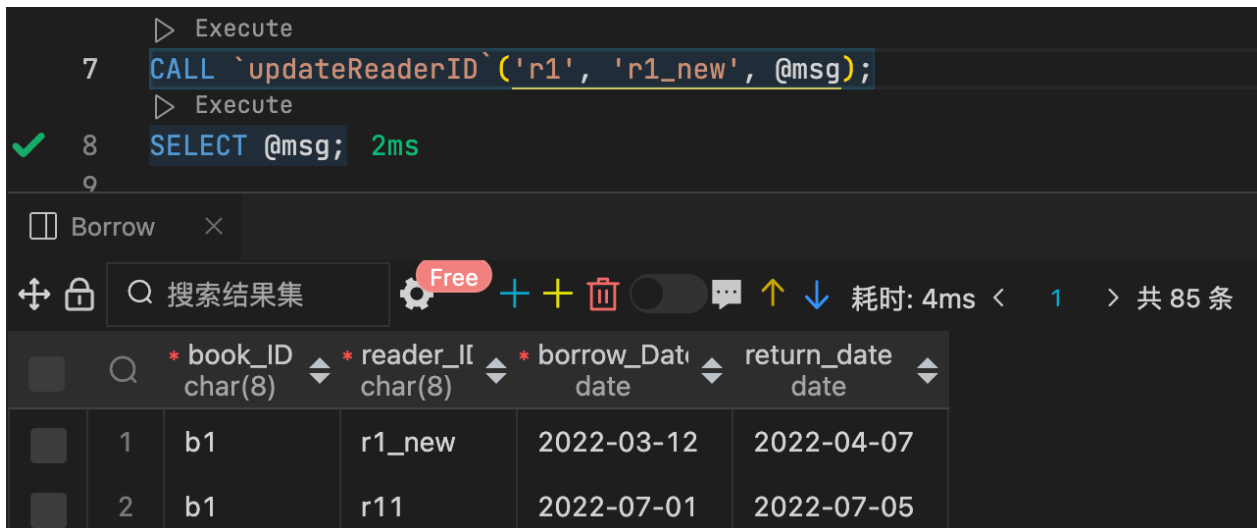 Execute
7 CALL `updateReaderID`('r1', 'r1_new', @msg);
Execute
8 SELECT @msg; 2ms
9
Borrow
搜索结果集 Free 耗时: 4ms < 1 > 共 85 条
* book_ID * reader_I * borrow_Dat return_date
char(8) char(8) date date
1 b1 r1_new 2022-03-12 2022-04-07
2 b1 r11 2022-07-01 2022-07-05